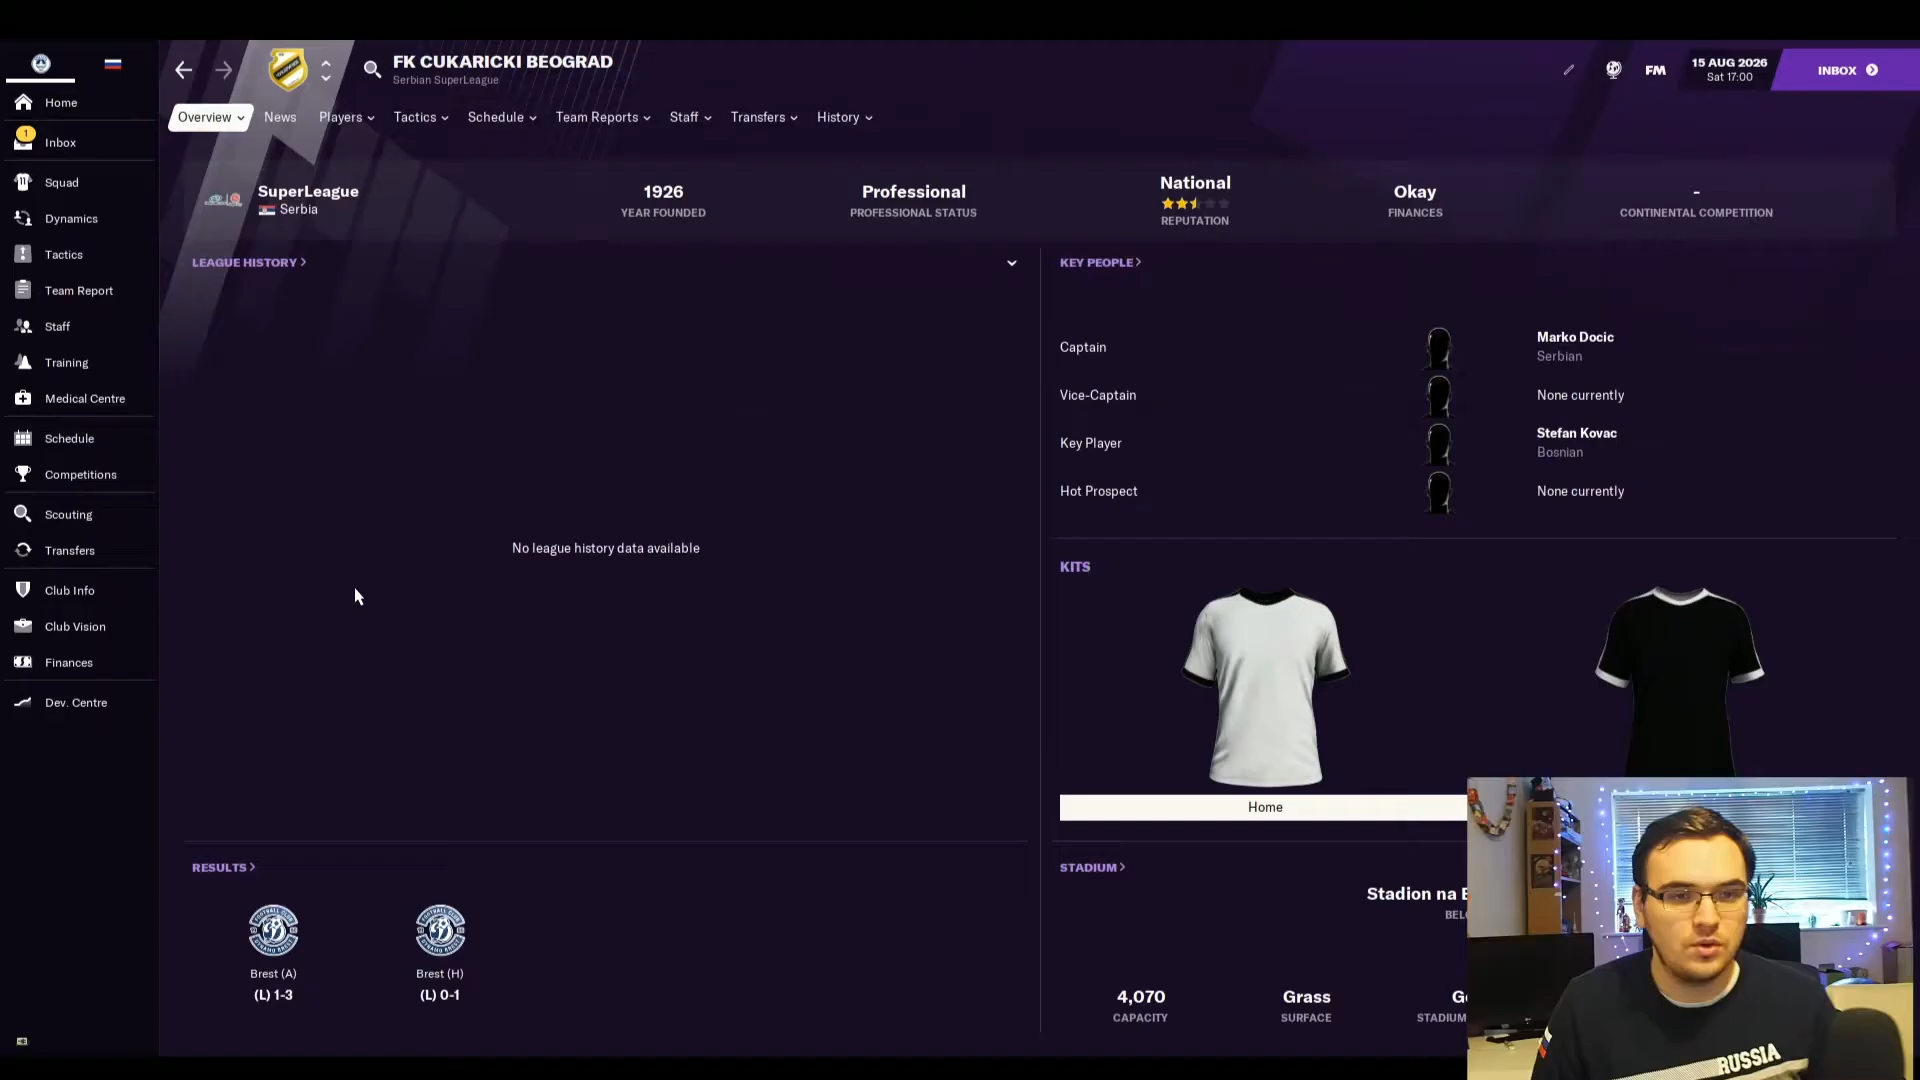 FK CUKARICKI BEOGRAD
Serbian SuperLeague
FM
15 AUG 2026
Sat 17:00
INBOX
Home
1
Inbox
Squad
Dynamics
Tactics
Team Report
Staff
Training
Medical Centre
Schedule
Competitions
Scouting
Transfers
Club Info
Club Vision
Finances
Dev. Centre
Overview
News
Players
Tactics
Schedule
Team Reports
Staff
Transfers
History
SuperLeague
Serbia
1926
YEAR FOUNDED
Professional
PROFESSIONAL STATUS
National
REPUTATION
Okay
FINANCES
-
CONTINENTAL COMPETITION
LEAGUE HISTORY >
No league history data available
KEY PEOPLE >
Captain
Marko Docic
Serbian
Vice-Captain
None currently
Key Player
Stefan Kovac
Bosnian
Hot Prospect
None currently
KITS
Home
RESULTS >
Brest (A)
(L) 1-3
Brest (H)
(L) 0-1
STADIUM >
Stadion na
4,070
CAPACITY
Grass
SURFACE
STADIUM
RUSSIA